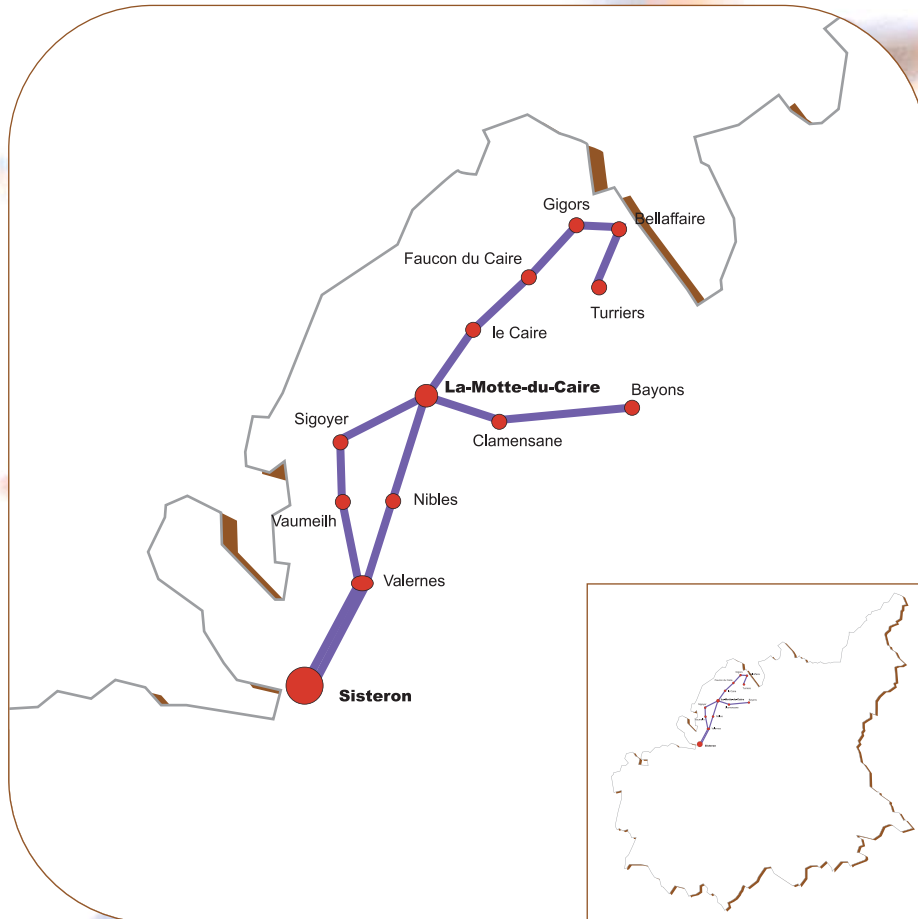 Gigors
Bellaffaire
Faucon du Caire
Turriers
le Caire
La-Motte-du-Caire
Bayons
Sigoyer
Clamensane
Nibles
Vaumeilh
Valernes
Sisteron